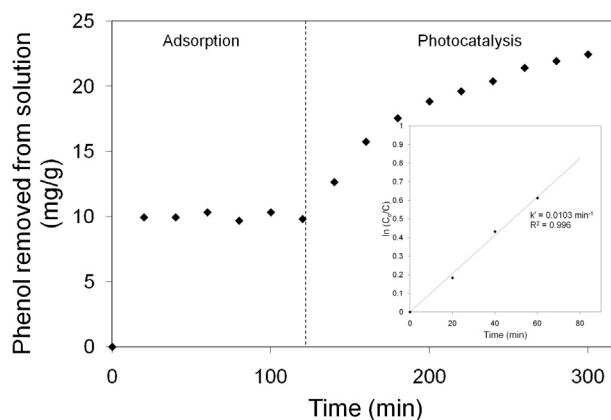 Adsorption
Photocatalysis
Phenol removed from solution
(mg/g)
25
20
15
10
5
0
0
100
200
300
Time (min)
1
0.9
0.8
0.7
0.6
0.5
0.4
0.3
0.2
0.1
0
0
20
40
60
80
ln (C₀/C)
Time (min)
k' = 0.0103 min⁻¹
R² = 0.996